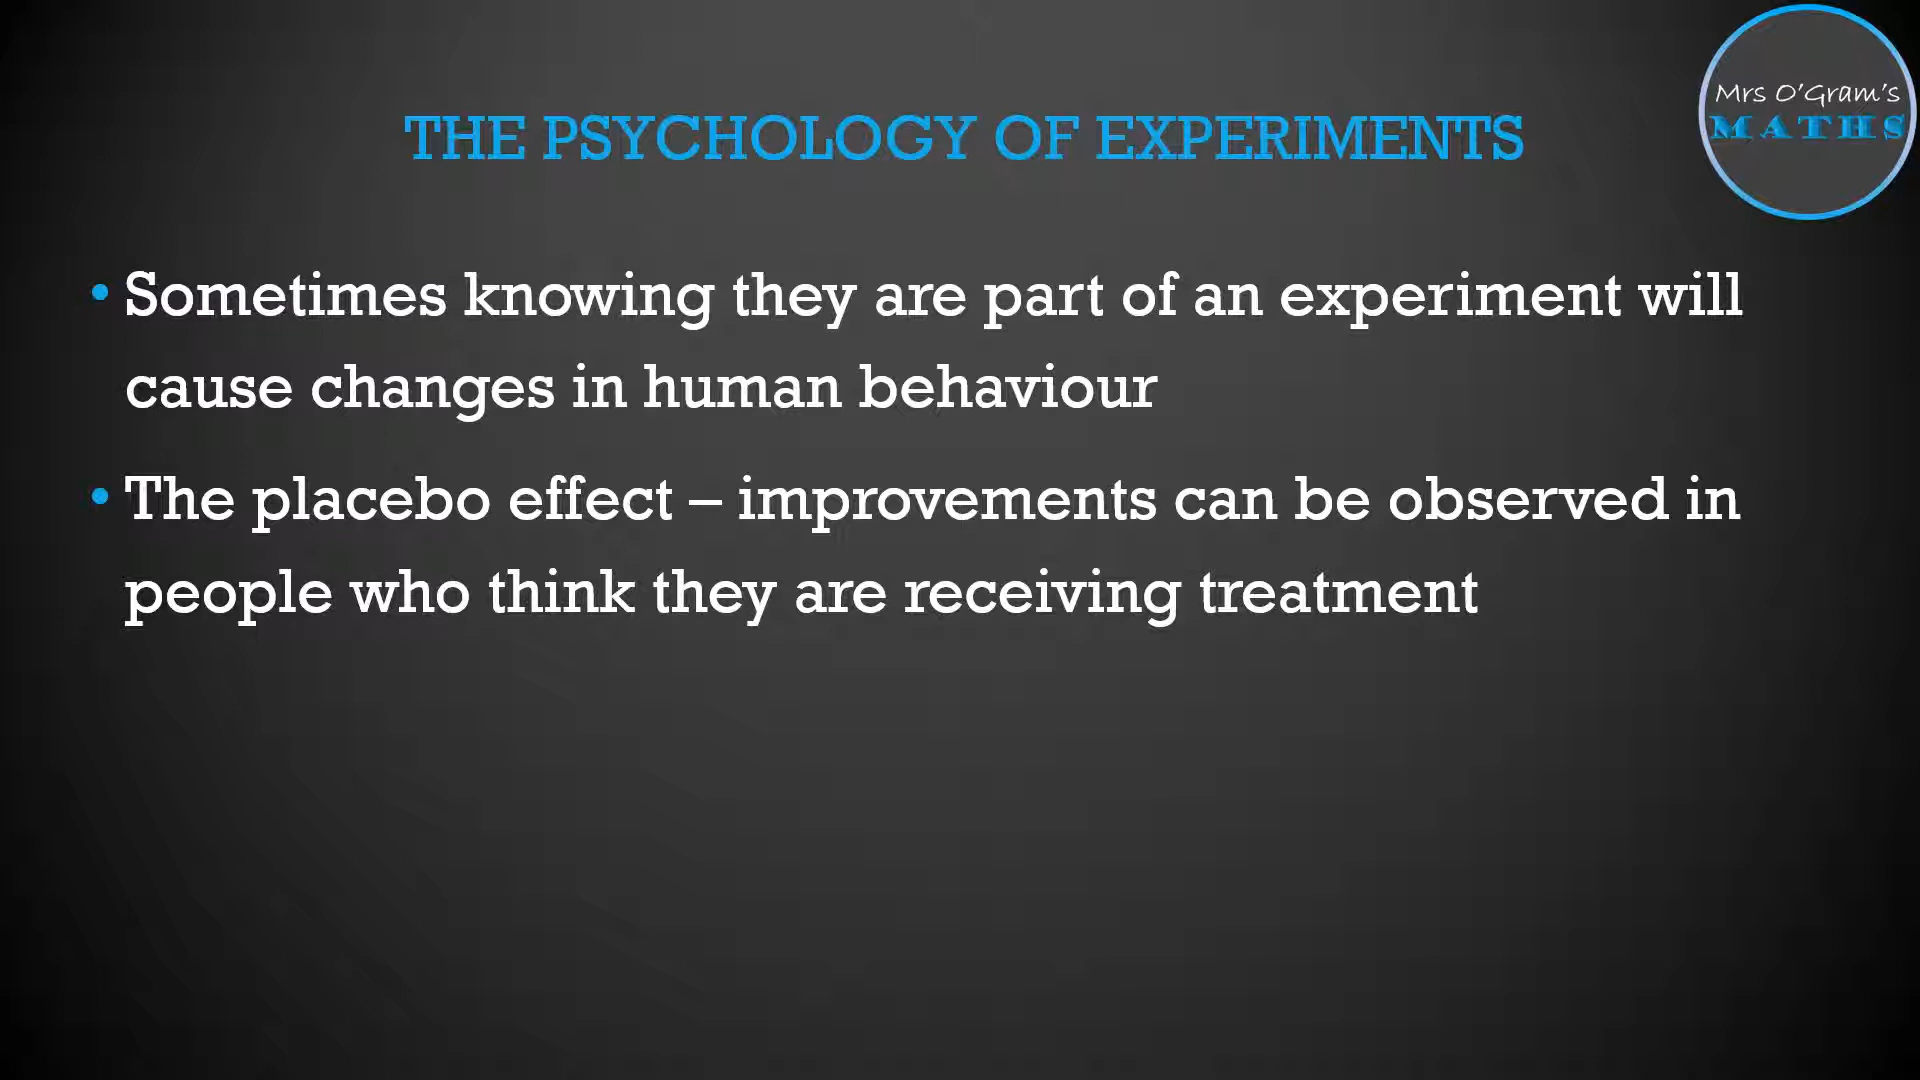 Mrs O'Gram's
MATHS
THE PSYCHOLOGY OF EXPERIMENTS
• Sometimes knowing they are part of an experiment will
cause changes in human behaviour
• The placebo effect – improvements can be observed in
people who think they are receiving treatment